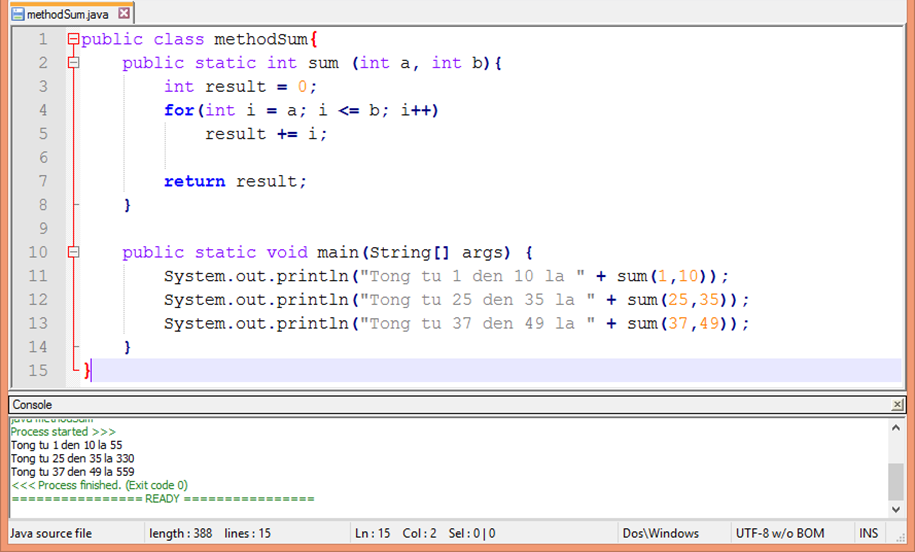 methodSum.java
1 public class methodSum{
2 public static int sum (int a, int b){
3 int result = 0;
4 for(int i = a; i <= b; i++)
5 result += i;
6
7 return result;
8 }
9
10 public static void main(String[] args) {
11 System.out.println("Tong tu 1 den 10 la " + sum(1,10));
12 System.out.println("Tong tu 25 den 35 la " + sum(25,35));
13 System.out.println("Tong tu 37 den 49 la " + sum(37,49));
14 }
15 }
Console
java methodSum
Process started >>>
Tong tu 1 den 10 la 55
Tong tu 25 den 35 la 330
Tong tu 37 den 49 la 559
<<< Process finished. (Exit code 0)
================ READY ================
Java source file length : 388 lines : 15 Ln : 15 Col : 2 Sel : 0 | 0 Dos\Windows UTF-8 w/o BOM INS